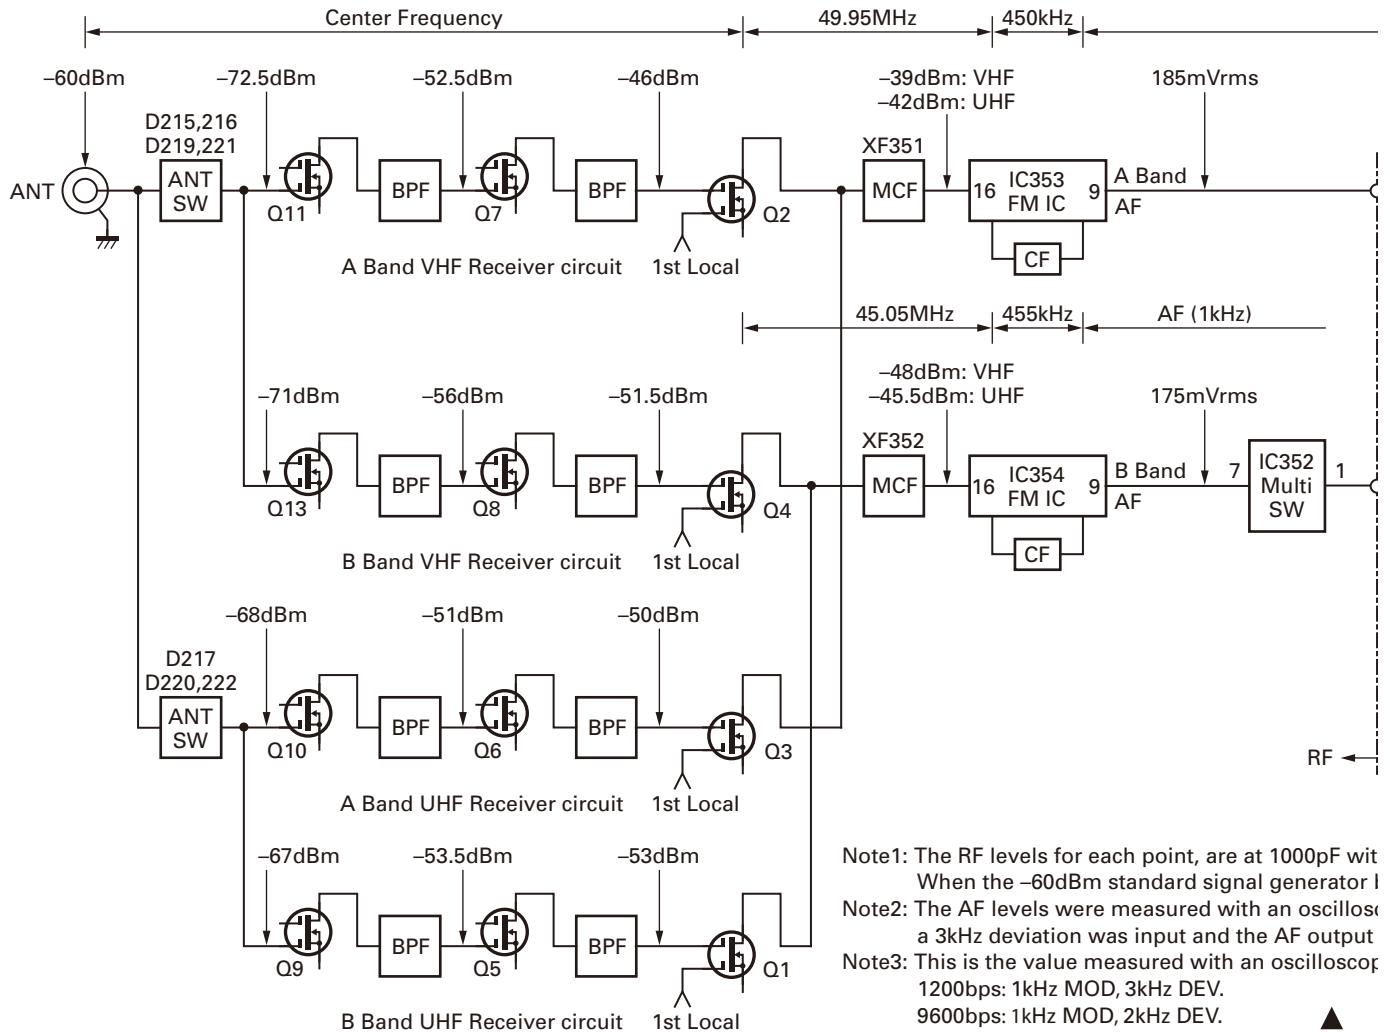 Center Frequency 49.95MHz 450kHz
–60dBm –72.5dBm –52.5dBm –46dBm –39dBm: VHF 185mVrms
–42dBm: UHF
D215,216
D219,221 XF351
ANT ANT SW BPF BPF MCF 16 IC353 FM IC 9 A Band AF
Q11 Q7 Q2
CF
A Band VHF Receiver circuit 1st Local
45.05MHz 455kHz AF (1kHz)
–48dBm: VHF
–71dBm –56dBm –51.5dBm –45.5dBm: UHF 175mVrms
XF352
BPF BPF MCF 16 IC354 FM IC 9 B Band AF 7 IC352 Multi SW 1
Q13 Q8 Q4
CF
B Band VHF Receiver circuit 1st Local
–68dBm –51dBm –50dBm
D217
D220,222
ANT SW BPF BPF
Q10 Q6 Q3
RF
A Band UHF Receiver circuit 1st Local
–67dBm –53.5dBm –53dBm
BPF BPF
Q9 Q5 Q1
B Band UHF Receiver circuit 1st Local
Note1: The RF levels for each point, are at 1000pF
When the –60dBm standard signal generator
Note2: The AF levels were measured with an
a 3kHz deviation was input and the AF output
Note3: This is the value measured with an
1200bps: 1kHz MOD, 3kHz DEV.
9600bps: 1kHz MOD, 2kHz DEV.